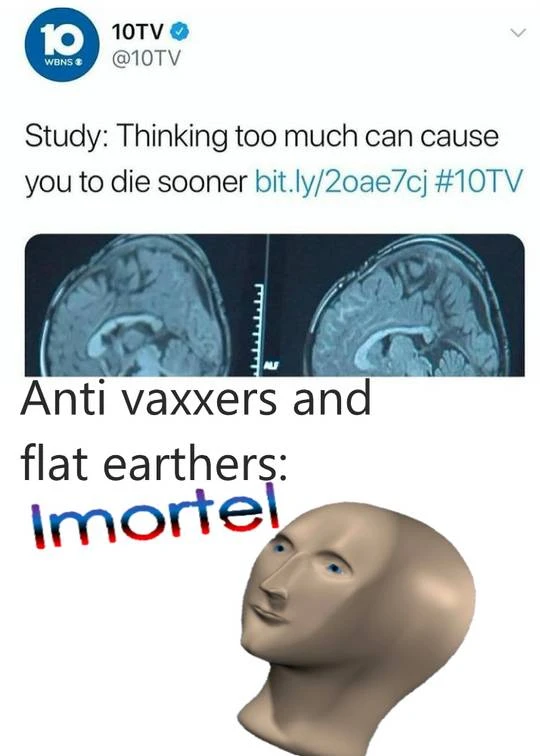 10
WBNS
10TV
@10TV
Study: Thinking too much can cause
you to die sooner bit.ly/2oae7cj #10TV
Anti vaxxers and
flat earthers:
Imortel